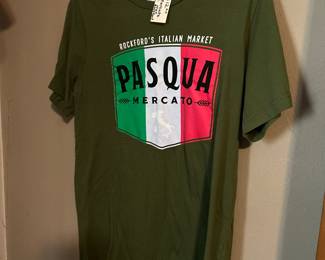 ROCKFORD'S ITALIAN MARKET
PASQUA
MERCATO